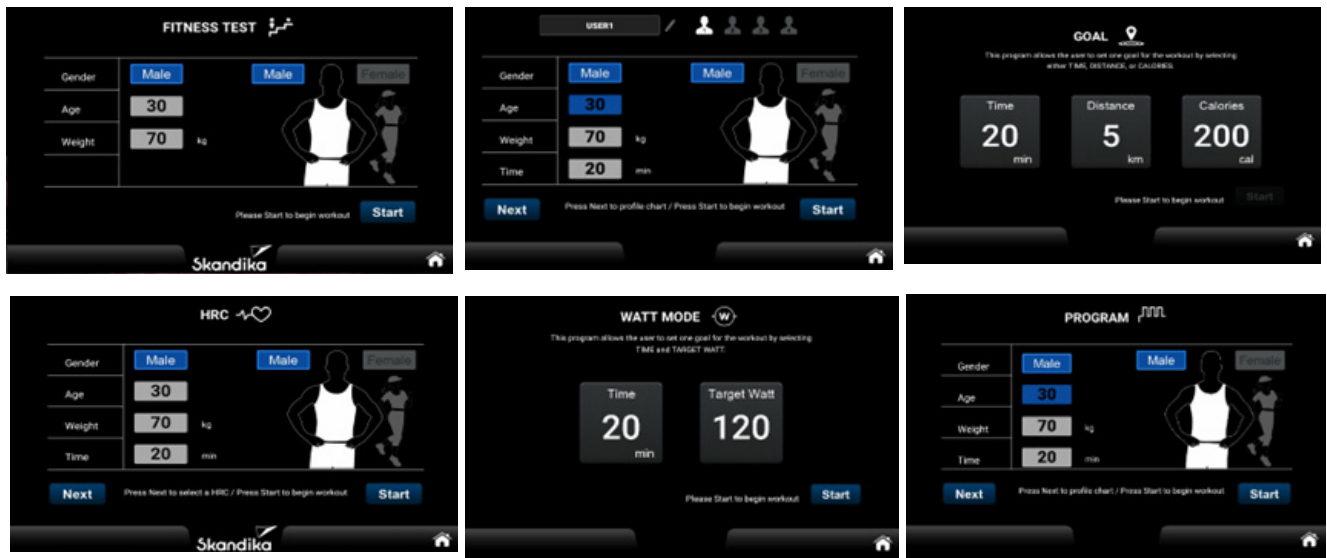 FITNESS TEST
Gender Male Male Female
Age 30
Weight 70 kg
Please Start to begin workout Start
Skandika
USER1
Gender Male Male Female
Age 30
Weight 70 kg
Time 20 min
Next Press Next to profile chart / Press Start to begin workout Start
GOAL
This program allows the user to set one goal for the workout by selecting
either TIME, DISTANCE, or CALORIES.
Time Distance Calories
20 5 200
min km cal
Please Start to begin workout Start
HRC
Gender Male Male Female
Age 30
Weight 70 kg
Time 20 min
Next Press Next to select a HRC / Press Start to begin workout Start
Skandika
WATT MODE W
This program allows the user to set one goal for the workout by selecting
TIME and TARGET WATT.
Time Target Watt
20 120
min
Please Start to begin workout Start
PROGRAM
Gender Male Male Female
Age 30
Weight 70 kg
Time 20 min
Next Press Next to profile chart / Press Start to begin workout Start